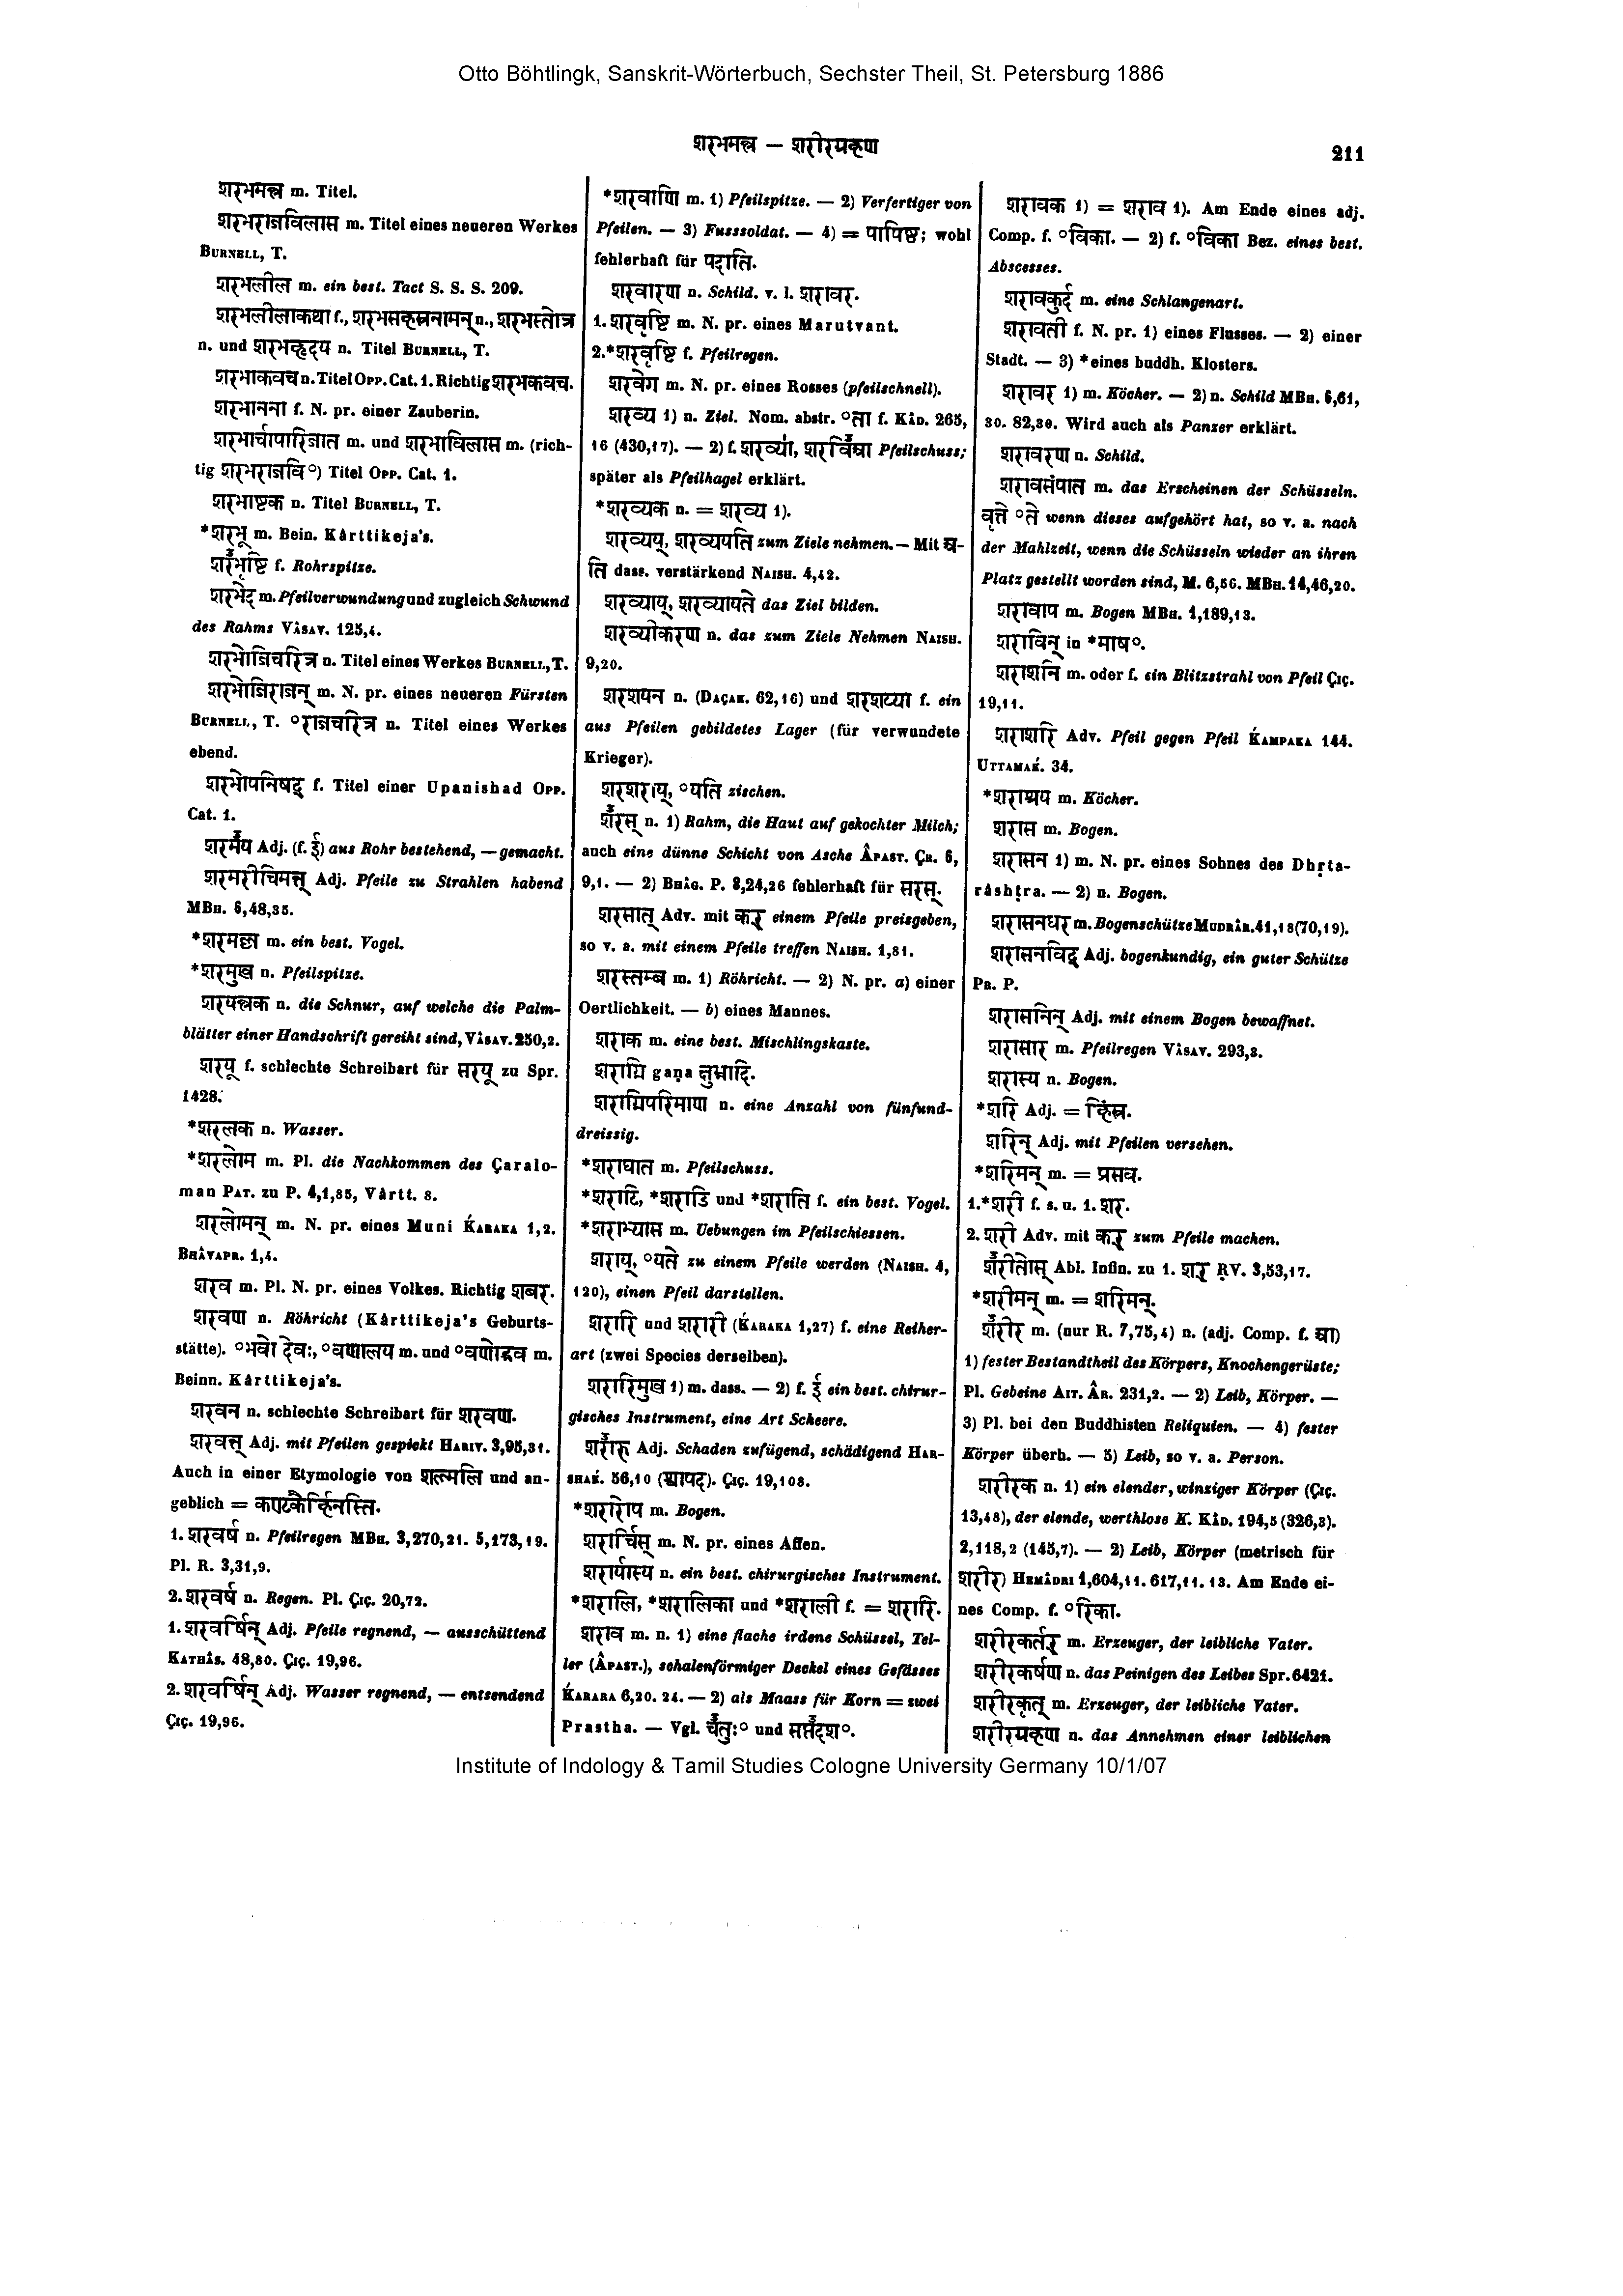 Otto Böhtlingk, Sanskrit-Wörterbuch, Sechster Theil, St. Petersburg 1886
शरभमन्त्र — शरीरग्रहण
211
शरभमन्त्र m. Titel.
शरभराजविलास m. Titel eines neueren Werkes
BURNELL, T.
शरभलील m. ein best. Tact S. S. S. 209.
शरभलीलाकथा f., शरभसहस्रनामन् n., शरभस्तोत्र
n. und शरभहृदय n. Titel BURNELL, T.
शरभाकवच n. Titel OPP. Cat. 1. Richtig शरभकवच.
शरभानना f. N. pr. einer Zauberin.
शरभार्चापारिजात m. und शरभाविलास m. (rich-
tig शरभराजवि॰) Titel OPP. Cat. 1.
शरभाष्टक n. Titel BURNELL, T.
*शरभू m. Bein. Kârttikeja's.
शरभृष्टि f. Rohrspitze.
शरभेद m. Pfeilverwundung und zugleich Schwund
des Rahms VÂSAV. 125,4.
शरभोजिचरित्र n. Titel eines Werkes BURNELL, T.
शरभोजिराजन् m. N. pr. eines neueren Fürsten
BURNELL, T. ॰राजचरित्र n. Titel eines Werkes
ebend.
शरभोपनिषद् f. Titel einer Upanishad OPP.
Cat. 1.
शरमय Adj. (f. ई) aus Rohr bestehend, — gemacht.
शरमरीचिमत् Adj. Pfeile zu Strahlen habend
MBH. 6,48,35.
*शरमल्ल m. ein best. Vogel.
*शरमुख n. Pfeilspitze.
शरयन्त्रक n. die Schnur, auf welche die Palm-
blätter einer Handschrift gereiht sind, VÂSAV. 250,2.
शरयू f. schlechte Schreibart für सरयू zu Spr.
1428.
*शरलक n. Wasser.
*शरलोम m. Pl. die Nachkommen des Çaralo-
man PAT. zu P. 4,1,85, Vârtt. 8.
शरलोमन् m. N. pr. eines Muni ḰARAKA 1,2.
BHÂVAPR. 1,4.
शरव m. Pl. N. pr. eines Volkes. Richtig शबर.
शरवण n. Röhricht (Kârttikeja's Geburts-
stätte). ॰भवो देवः, ॰वणालय m. und ॰वणोद्भव m.
Beinn. Kârttikeja's.
शरवन n. schlechte Schreibart für शरवण.
शरवत् Adj. mit Pfeilen gespickt HARIV. 3,95,31.
Auch in einer Etymologie von शल्मलि und an-
geblich = कण्टकैर्हिनस्ति.
1. शरवर्ष n. Pfeilregen MBH. 3,270,21. 5,173,19.
Pl. R. 3,31,9.
2. शरवर्ष n. Regen. Pl. ÇIÇ. 20,72.
1. शरवर्षिन् Adj. Pfeile regnend, — ausschüttend
KATHÂS. 48,80. ÇIÇ. 19,96.
2. शरवर्षिन् Adj. Wasser regnend, — entsendend
ÇIÇ. 19,96.
*शरवाणि m. 1) Pfeilspitze. — 2) Verfertiger von
Pfeilen. — 3) Fusssoldat. — 4) = पापिष्ठ; wohl
fehlerhaft für पदाति.
शरवारण n. Schild. v. l. शरावर.
1. शरवृष्टि m. N. pr. eines Marutvant.
2. *शरवृष्टि f. Pfeilregen.
शरवेग m. N. pr. eines Rosses (pfeilschnell).
शरव्य 1) n. Ziel. Nom. abstr. ॰ता f. KÂD. 265,
16 (430,17). — 2) f. शरव्या, शरविया Pfeilschuss;
später als Pfeilhagel erklärt.
*शरव्यक n. = शरव्य 1).
शरव्यय्, शरव्ययति zum Ziele nehmen. — Mit प्र-
ति dass. verstärkend NAISH. 4,42.
शरव्याय्, शरव्यायते das Ziel bilden.
शरव्यीकरण n. das zum Ziele Nehmen NAISH.
9,20.
शरशयन n. (DAÇAK. 62,16) und शरशय्या f. ein
aus Pfeilen gebildetes Lager (für verwundete
Krieger).
शरशराय्, ॰यति zischen.
शरस् n. 1) Rahm, die Haut auf gekochter Milch;
auch eine dünne Schicht von Asche ÂPAST. ÇR. 6,
9,1. — 2) BHÂG. P. 8,24,26 fehlerhaft für सरस्.
शरसात् Adv. mit कर् einem Pfeile preisgeben,
so v. a. mit einem Pfeile treffen NAISH. 1,81.
शरस्तम्ब m. 1) Röhricht. — 2) N. pr. a) einer
Oertlichkeit. — b) eines Mannes.
शराक m. eine best. Mischlingskaste.
शराग्नि gaṇa क्षुभ्रादि.
शराग्निपरिमाण n. eine Anzahl von fünfund-
dreissig.
*शराघात m. Pfeilschuss.
*शराटि, *शराडि und *शराति f. ein best. Vogel.
*शराभ्यास m. Uebungen im Pfeilschiessen.
शराय्, ॰यते zu einem Pfeile werden (NAISH. 4,
120), einen Pfeil darstellen.
शरारि und शरारी (ḰARAKA 1,27) f. eine Reiher-
art (zwei Species derselben).
शरारिमुख 1) m. dass. — 2) f. ई ein best. chirur-
gisches Instrument, eine Art Scheere.
शरारु Adj. Schaden zufügend, schädigend HAR-
SHAḰ. 56,10 (श्वापद). ÇIÇ. 19,108.
*शरारोप m. Bogen.
शरार्चिस् m. N. pr. eines Affen.
शरार्यास्य n. ein best. chirurgisches Instrument.
*शरालि, *शरालिका und *शराली f. = शरारि.
शराव m. n. 1) eine flache irdene Schüssel, Tel-
ler (ÂPAST.), schalenförmiger Deckel eines Gefässes
ḰARAKA 6,20. 24. — 2) als Maass für Korn = zwei
Prastha. — Vgl. चतुः॰ und सप्तदश॰.
शरावक 1) = शराव 1). Am Ende eines adj.
Comp. f. ॰विका. — 2) f. ॰विका Bez. eines best.
Abscesses.
शरावकुर्द m. eine Schlangenart.
शरावती f. N. pr. 1) eines Flusses. — 2) einer
Stadt. — 3) *eines buddh. Klosters.
शरावर 1) m. Köcher. — 2) n. Schild MBH. 6,61,
30. 82,30. Wird auch als Panzer erklärt.
शरावरण n. Schild.
शरावसंपात m. das Erscheinen der Schüsseln.
वृत्ते ॰ते wenn dieses aufgehört hat, so v. a. nach
der Mahlzeit, wenn die Schüsseln wieder an ihren
Platz gestellt worden sind, M. 6,56. MBH. 14,46,20.
शरावाप m. Bogen MBH. 1,189,13.
शराविन् in *माष॰.
शराशनि m. oder f. ein Blitzstrahl von Pfeil ÇIÇ.
19,11.
शराशरि Adv. Pfeil gegen Pfeil ḰAMPAKA 144.
UTTAMAḰ. 34.
*शराश्रय m. Köcher.
शरास m. Bogen.
शरासन 1) m. N. pr. eines Sohnes des Dhṛta-
râshṭra. — 2) n. Bogen.
शरासनधर m. Bogenschütze MUDRÂR. 41,18 (70,19).
शरासनविद् Adj. bogenkundig, ein guter Schütze
PR. P.
शरासनिन् Adj. mit einem Bogen bewaffnet.
शरासार m. Pfeilregen VÂSAV. 293,3.
शरास्य n. Bogen.
*शरि Adj. = हिंस्र.
शरिन् Adj. mit Pfeilen versehen.
*शरिमन् m. = प्रसव.
1. *शरी f. s. u. 1. शर.
2. शरी Adv. mit कर् zum Pfeile machen.
शरीतोस् Abl. Infin. zu 1. शर् RV. 3,53,17.
*शरीमन् m. = शरिमन्.
शरीर m. (nur R. 7,75,4) n. (adj. Comp. f. आ)
1) fester Bestandtheil des Körpers, Knochengerüste;
Pl. Gebeine AIT. ÂR. 231,2. — 2) Leib, Körper. —
3) Pl. bei den Buddhisten Reliquien. — 4) fester
Körper überh. — 5) Leib, so v. a. Person.
शरीरक n. 1) ein elender, winziger Körper (ÇIÇ.
13,48), der elende, werthlose K. KÂD. 194,5 (326,3).
2,118,2 (145,7). — 2) Leib, Körper (metrisch für
शरीर) HEMÂDRI 1,604,11. 617,11. 13. Am Ende ei-
nes Comp. f. ॰रिका.
शरीरकर्तर् m. Erzeuger, der leibliche Vater.
शरीरकर्षण n. das Peinigen des Leibes Spr. 6421.
शरीरकृत् m. Erzeuger, der leibliche Vater.
शरीरग्रहण n. das Annehmen einer leiblichen
Institute of Indology & Tamil Studies Cologne University Germany 10/1/07